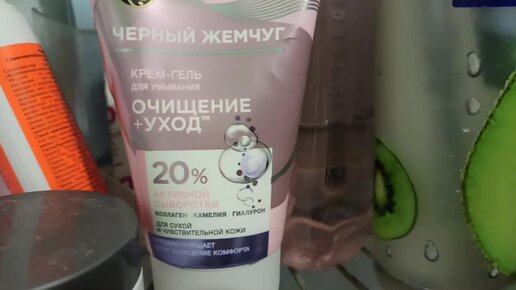 ЧЕРНЫЙ ЖЕМЧУГ
КРЕМ-ГЕЛЬ
ДЛЯ УМЫВАНИЯ
ОЧИЩЕНИЕ
+УХОД™
20%
АКТИВНОЙ
СЫВОРОТКИ
КОЛЛАГЕН · КАМЕЛИЯ · ГИАЛУРОН
ДЛЯ СУХОЙ
И ЧУВСТВИТЕЛЬНОЙ КОЖИ
ОЧИЩАЕТ
ОЩУЩЕНИЕ КОМФОРТА